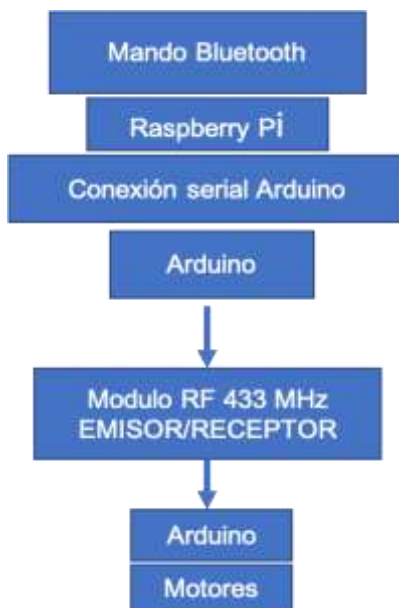 Mando Bluetooth
Raspberry Pi
Conexión serial Arduino
Arduino
Modulo RF 433 MHz
EMISOR/RECEPTOR
Arduino
Motores